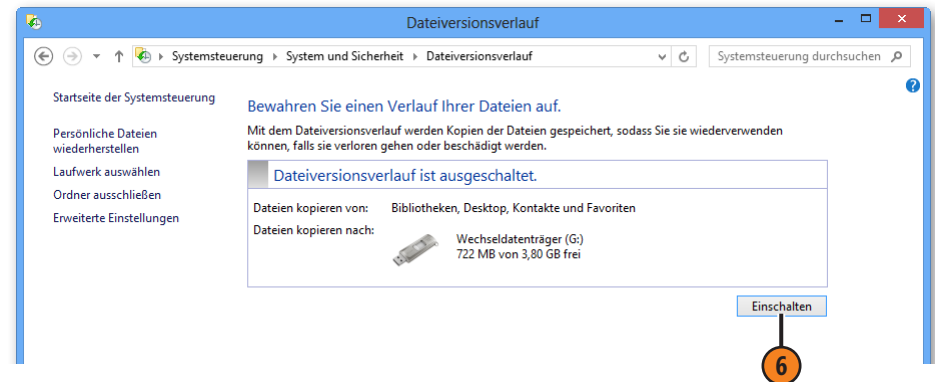 Dateiversionsverlauf
Systemsteuerung
System und Sicherheit
Dateiversionsverlauf
Systemsteuerung durchsuchen
Startseite der Systemsteuerung
Persönliche Dateien
wiederherstellen
Laufwerk auswählen
Ordner ausschließen
Erweiterte Einstellungen
Bewahren Sie einen Verlauf Ihrer Dateien auf.
Mit dem Dateiversionsverlauf werden Kopien der Dateien gespeichert, sodass Sie sie wiederverwenden
können, falls sie verloren gehen oder beschädigt werden.
Dateiversionsverlauf ist ausgeschaltet.
Dateien kopieren von: Bibliotheken, Desktop, Kontakte und Favoriten
Dateien kopieren nach:
Wechseldatenträger (G:)
722 MB von 3,80 GB frei
Einschalten
6